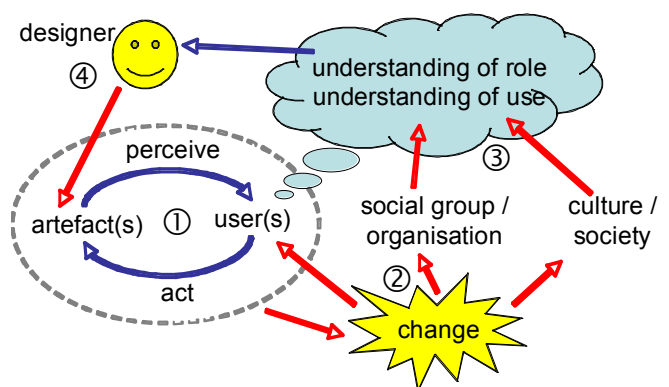 designer
④
understanding of role
understanding of use
③
perceive
artefact(s)
①
user(s)
act
social group /
organisation
culture /
society
②
change